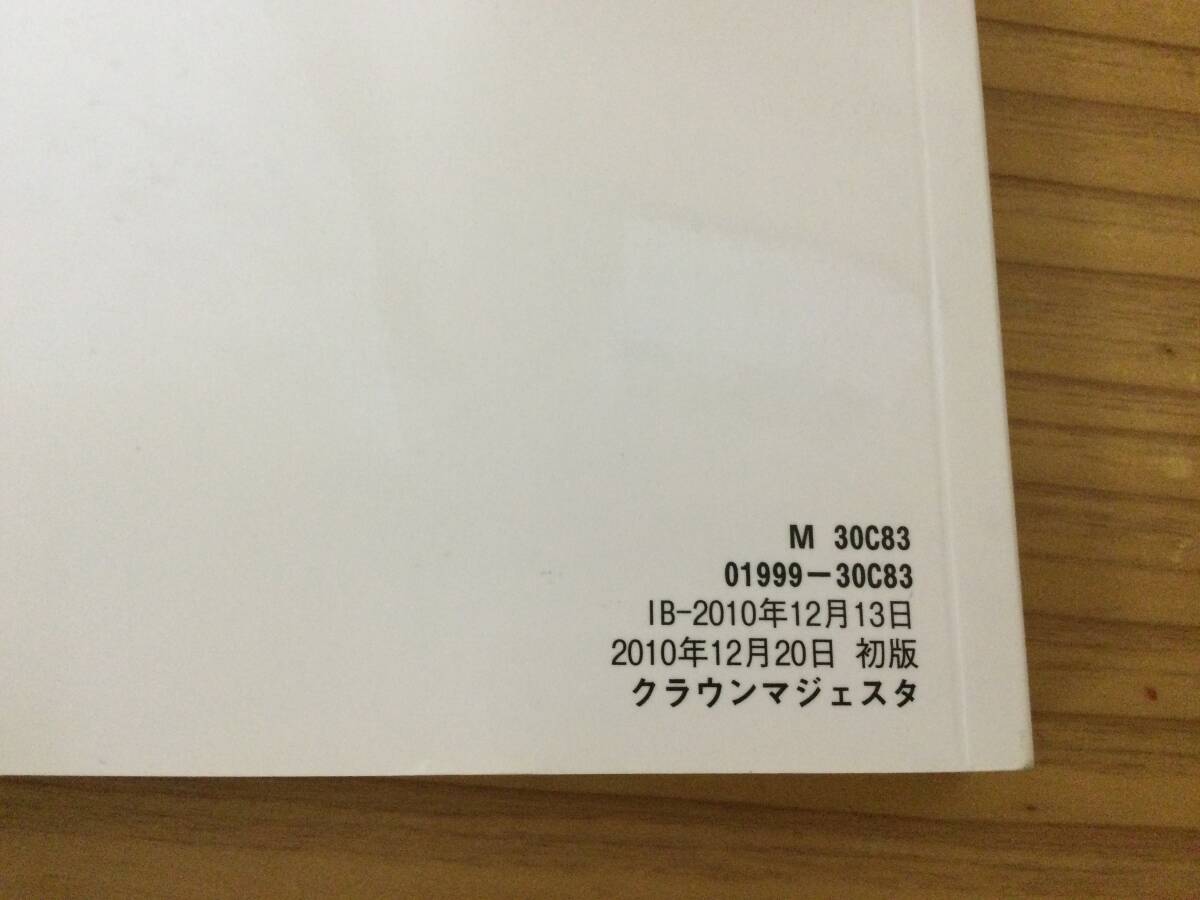 M 30C83
01999-30C83
IB-2010年12月13日
2010年12月20日 初版
クラウンマジェスタ